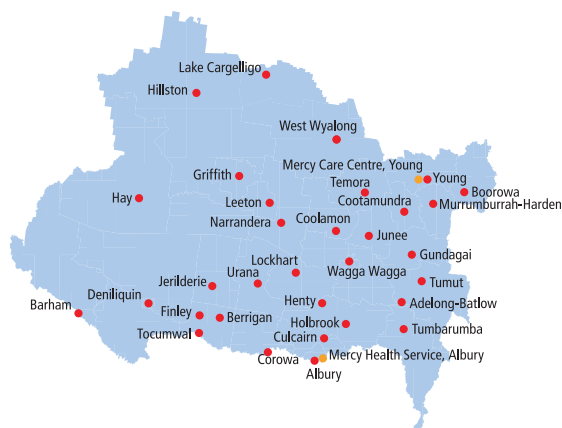 Lake Cargelligo
Hillston
West Wyalong
Mercy Care Centre, Young
Young
Griffith
Temora
Boorowa
Hay
Leeton
Cootamundra
Murrumburrah-Harden
Narrandera
Coolamon
Junee
Gundagai
Lockhart
Wagga Wagga
Urana
Jerilderie
Tumut
Deniliquin
Henty
Adelong-Batlow
Barham
Finley
Berrigan
Holbrook
Tumbarumba
Tocumwal
Culcairn
Corowa
Mercy Health Service, Albury
Albury